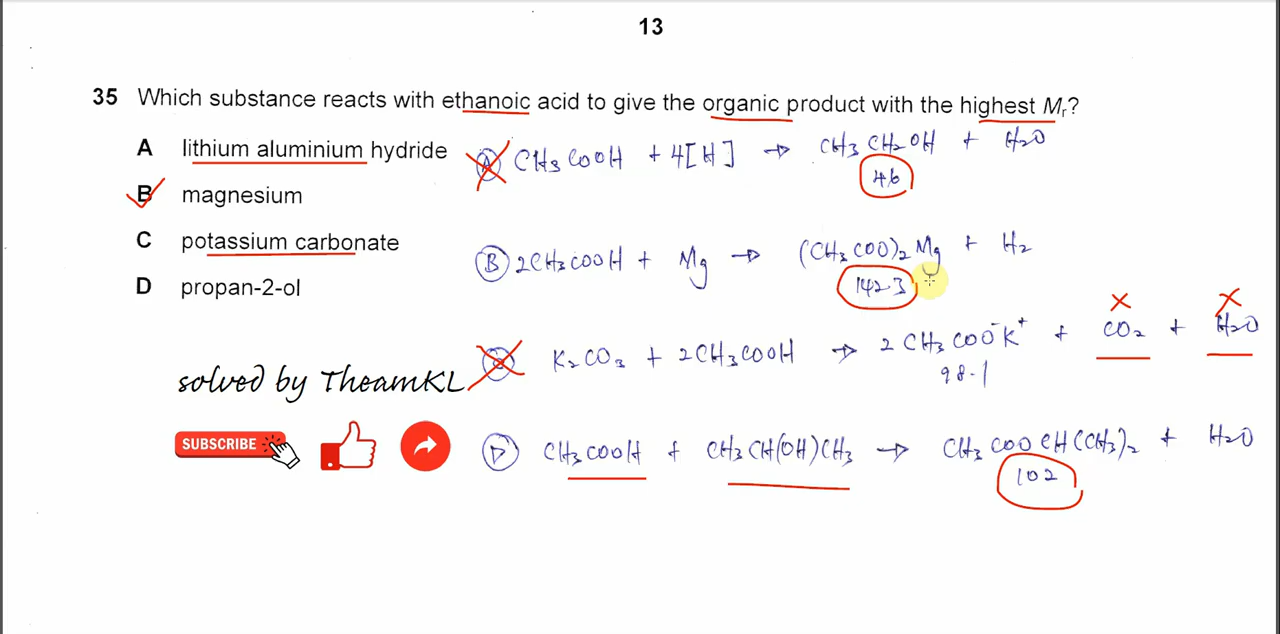 13
35 Which substance reacts with ethanoic acid to give the organic product with the highest Mr?
A lithium aluminium hydride
B magnesium
C potassium carbonate
D propan-2-ol
A CH3COOH + 4[H] → CH3CH2OH + H2O
46
B 2CH3COOH + Mg → (CH3COO)2Mg + H2
142.3
K2CO3 + 2CH3COOH → 2CH3COO⁻K⁺ + CO2 + H2O
98.1
D CH3COOH + CH3CH(OH)CH3 → CH3COOCH(CH3)2 + H2O
102
solved by TheamKL
SUBSCRIBE